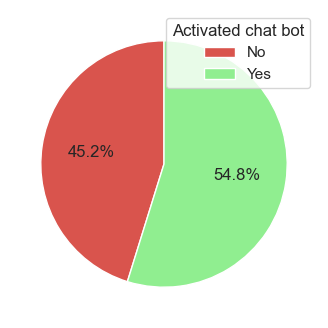 Activated chat bot
No
Yes
45.2%
54.8%